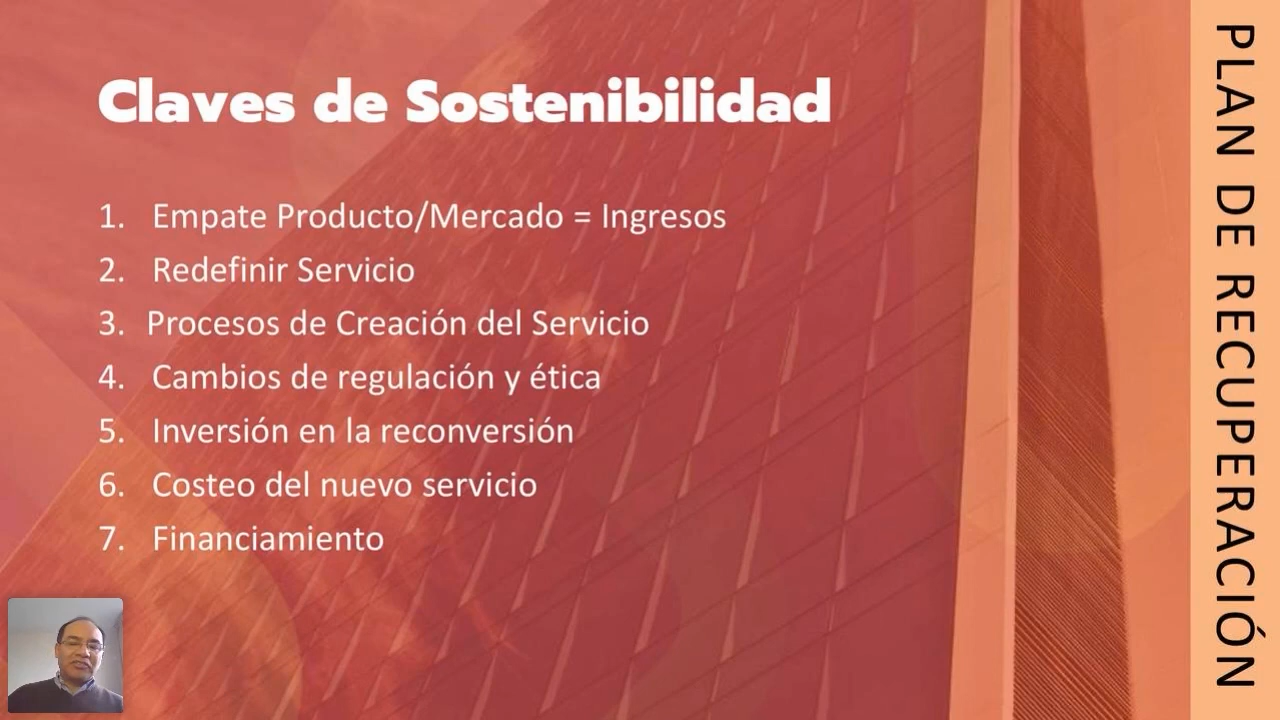 Claves de Sostenibilidad
1. Empate Producto/Mercado = Ingresos
2. Redefinir Servicio
3. Procesos de Creación del Servicio
4. Cambios de regulación y ética
5. Inversión en la reconversión
6. Costeo del nuevo servicio
7. Financiamiento
PLAN DE RECUPERACIÓN